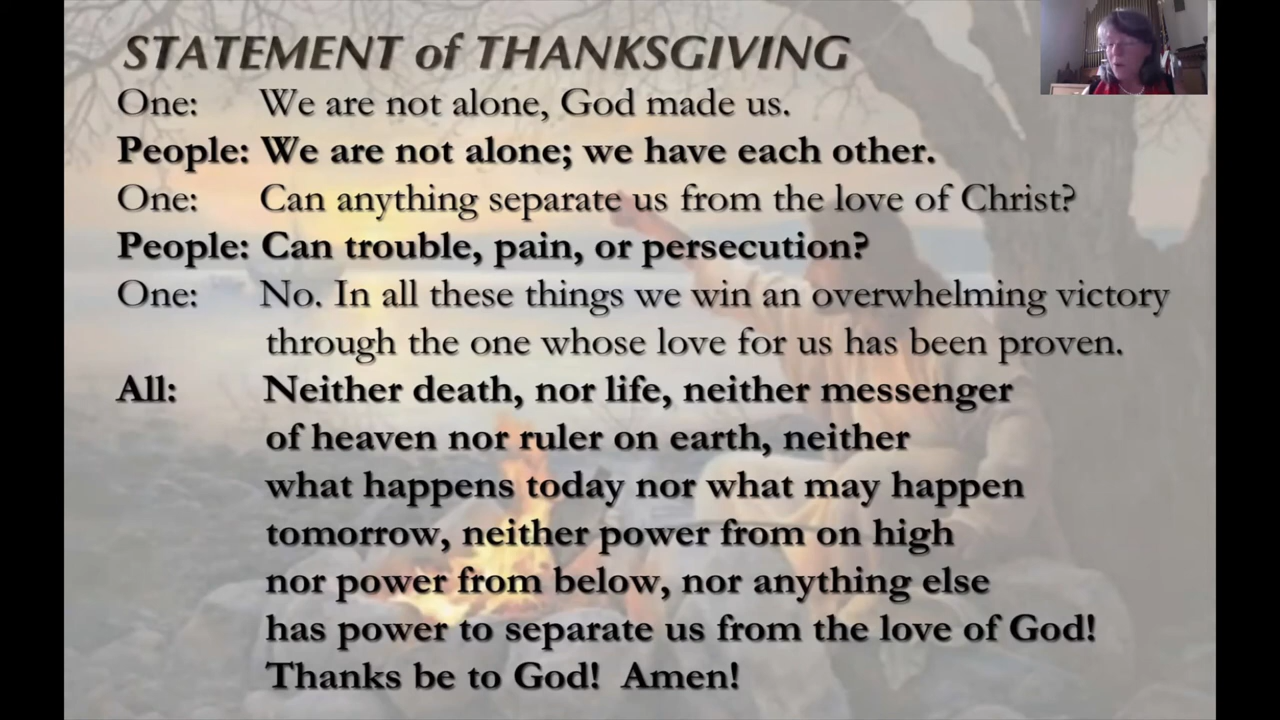 STATEMENT of THANKSGIVING
One: We are not alone, God made us.
People: We are not alone; we have each other.
One: Can anything separate us from the love of Christ?
People: Can trouble, pain, or persecution?
One: No. In all these things we win an overwhelming victory
through the one whose love for us has been proven.
All: Neither death, nor life, neither messenger
of heaven nor ruler on earth, neither
what happens today nor what may happen
tomorrow, neither power from on high
nor power from below, nor anything else
has power to separate us from the love of God!
Thanks be to God! Amen!